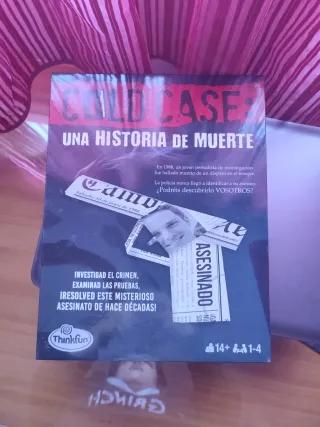 COLD CASE:
UNA HISTORIA DE MUERTE
En 1988, un joven periodista de investigación
fue hallado muerto de un disparo en el bosque.
La policía nunca llegó a identificar a su asesino.
¿Podréis descubrirlo VOSOTROS?
ASESINADO
INVESTIGAD EL CRIMEN,
EXAMINAD LAS PRUEBAS,
¡RESOLVED ESTE MISTERIOSO
ASESINATO DE HACE DÉCADAS!
ThinkFun
14+ 1-4
GRINCH